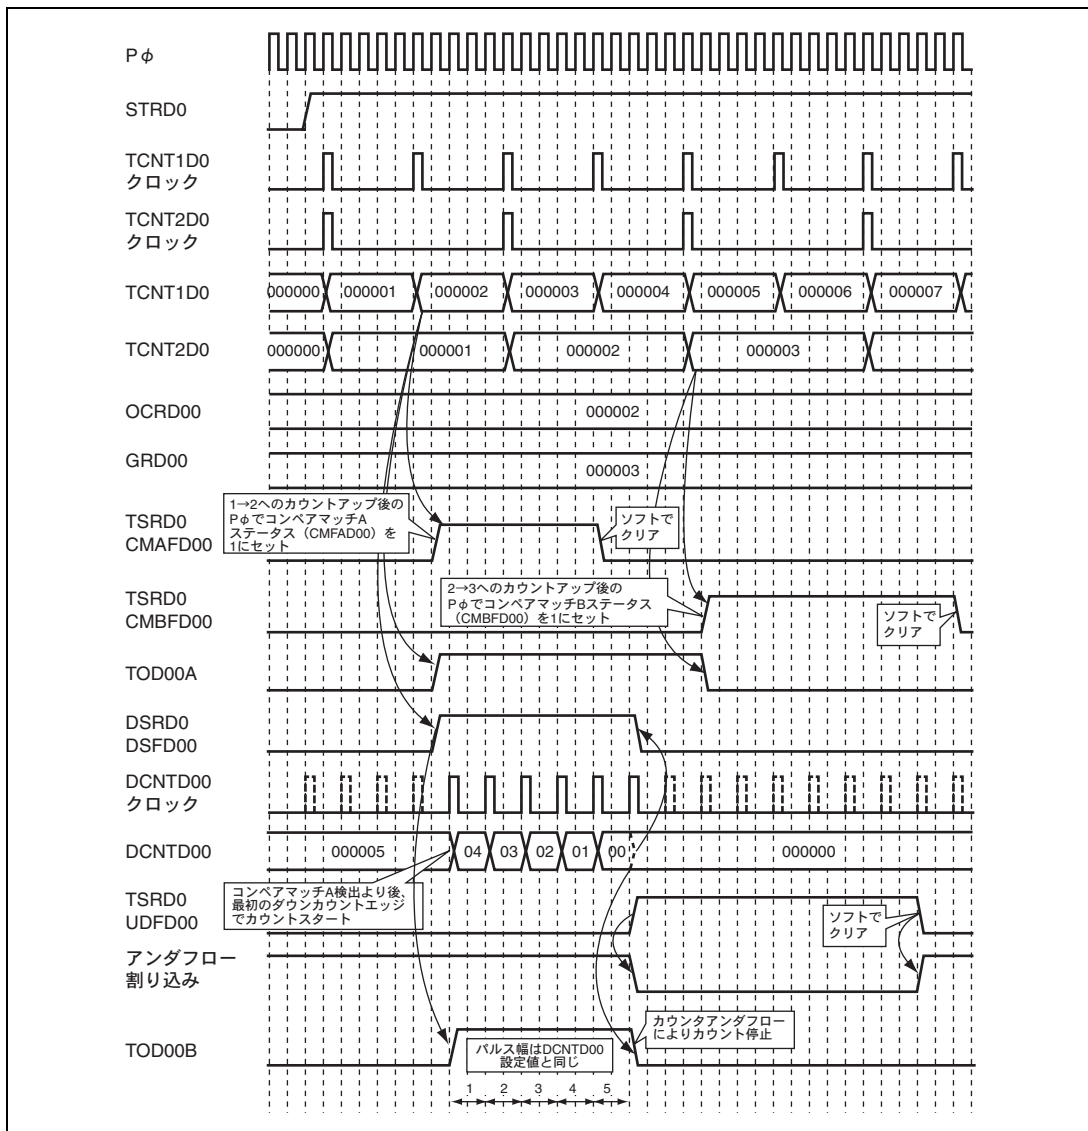 Pφ
STRD0
TCNT1D0
クロック
TCNT2D0
クロック
TCNT1D0
000000 000001 000002 000003 000004 000005 000006 000007
TCNT2D0
000000 000001 000002 000003
OCRD00
000002
GRD00
000003
1→2へのカウントアップ後の
PφでコンペアマッチA
ステータス（CMFAD00）を
1にセット
TSRD0
CMAFD00
ソフトで
クリア
2→3へのカウントアップ後の
PφでコンペアマッチBステータス
（CMBFD00）を1にセット
TSRD0
CMBFD00
ソフトで
クリア
TOD00A
DSRD0
DSFD00
DCNTD00
クロック
DCNTD00
000005 04 03 02 01 00 000000
コンペアマッチA検出より後、
最初のダウンカウントエッジ
でカウントスタート
TSRD0
UDFD00
ソフトで
クリア
アンダフロー
割り込み
カウンタアンダフロー
によりカウント停止
TOD00B
パルス幅はDCNTD00
設定値と同じ
1 2 3 4 5